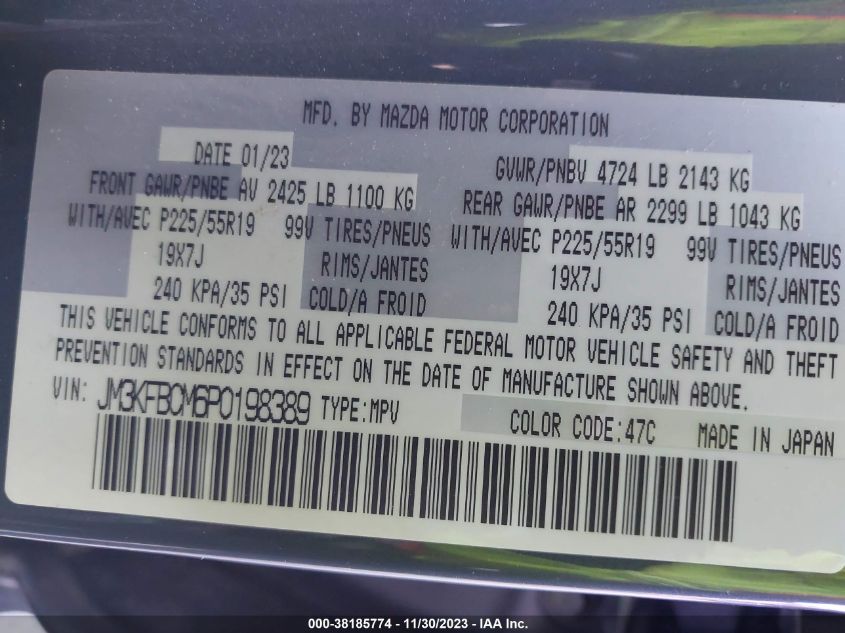 MFD. BY MAZDA MOTOR CORPORATION
DATE 01/23 GVWR/PNBV 4724 LB 2143 KG
FRONT GAWR/PNBE AV 2425 LB 1100 KG REAR GAWR/PNBE AR 2299 LB 1043 KG
WITH/AVEC P225/55R19 99V TIRES/PNEUS WITH/AVEC P225/55R19 99V TIRES/PNEUS
19X7J RIMS/JANTES 19X7J RIMS/JANTES
240 KPA/35 PSI COLD/A FROID 240 KPA/35 PSI COLD/A FROID
THIS VEHICLE CONFORMS TO ALL APPLICABLE FEDERAL MOTOR VEHICLE SAFETY AND THEFT
PREVENTION STANDARDS IN EFFECT ON THE DATE OF MANUFACTURE SHOWN ABOVE.
VIN: JM3KFBCM6P0198389 TYPE:MPV COLOR CODE:47C MADE IN JAPAN
000-38185774 - 11/30/2023 - IAA Inc.